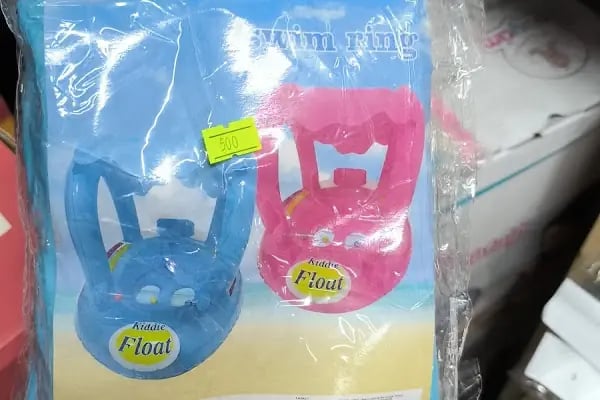 swim ring
500
Kiddie
Float
Kiddie
Float